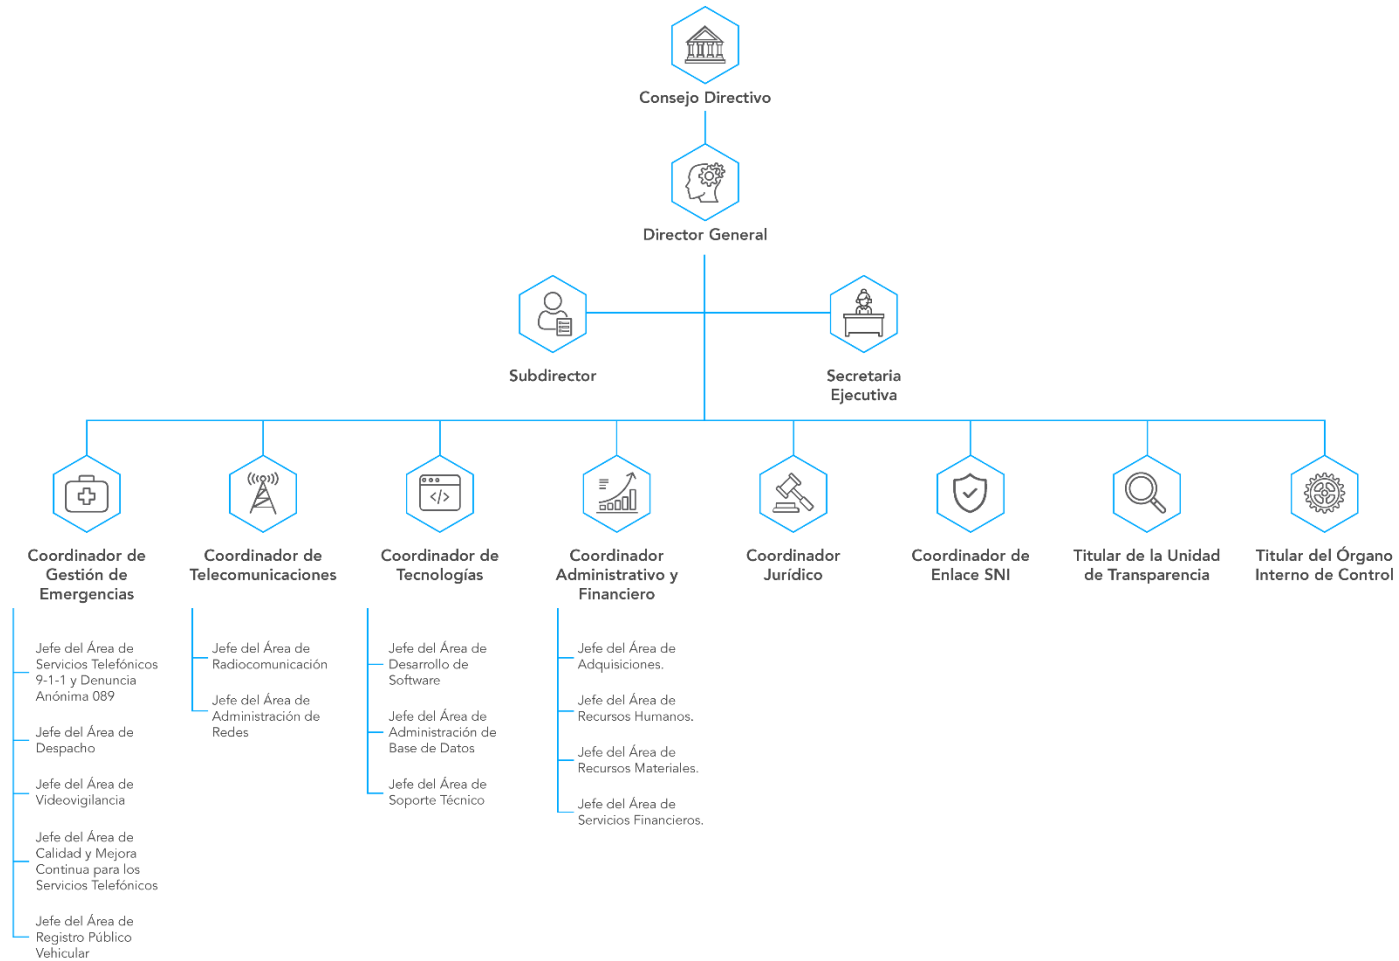 Consejo Directivo
Director General
Subdirector
Secretaria
Ejecutiva
Coordinador de
Gestión de
Emergencias
Jefe del Área de
Servicios Telefónicos
9-1-1 y Denuncia
Anónima 089
Jefe del Área de
Despacho
Jefe del Área de
Videovigilancia
Jefe del Área de
Calidad y Mejora
Continua para los
Servicios Telefónicos
Jefe del Área de
Registro Público
Vehicular
Coordinador de
Telecomunicaciones
Jefe del Área de
Radiocomunicación
Jefe del Área de
Administración de
Redes
Coordinador de
Tecnologías
Jefe del Área de
Desarrollo de
Software
Jefe del Área de
Administración de
Base de Datos
Jefe del Área de
Soporte Técnico
Coordinador
Administrativo y
Financiero
Jefe del Área de
Adquisiciones.
Jefe del Área de
Recursos Humanos.
Jefe del Área de
Recursos Materiales.
Jefe del Área de
Servicios Financieros.
Coordinador
Jurídico
Coordinador de
Enlace SNI
Titular de la Unidad
de Transparencia
Titular del Órgano
Interno de Control